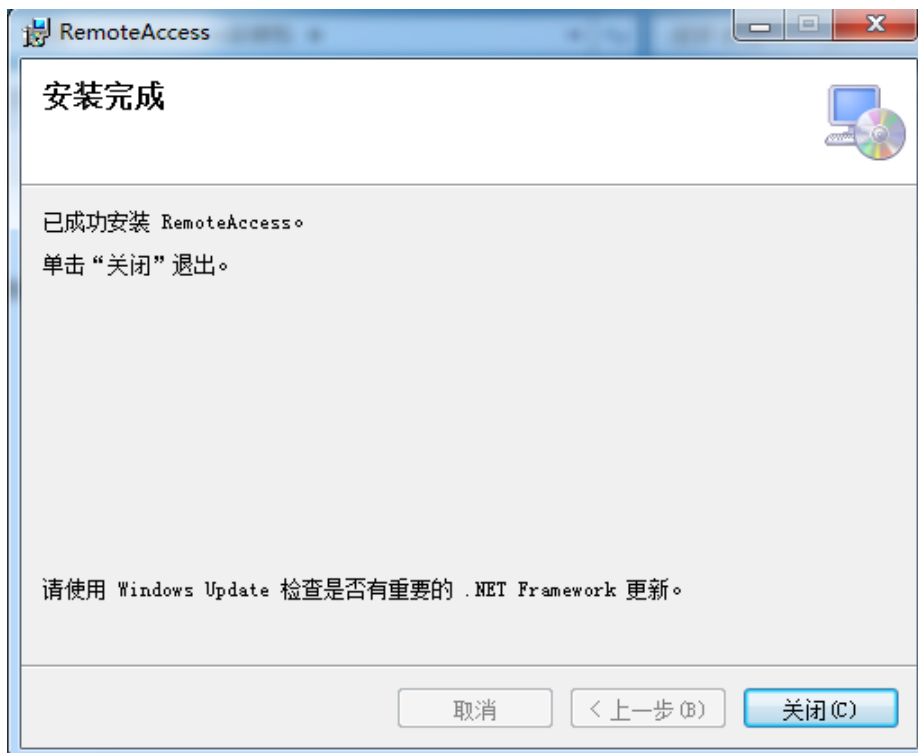 RemoteAccess
安装完成
已成功安装 RemoteAccess。
单击“关闭”退出。
请使用 Windows Update 检查是否有重要的 .NET Framework 更新。
取消
< 上一步(B)
关闭(C)